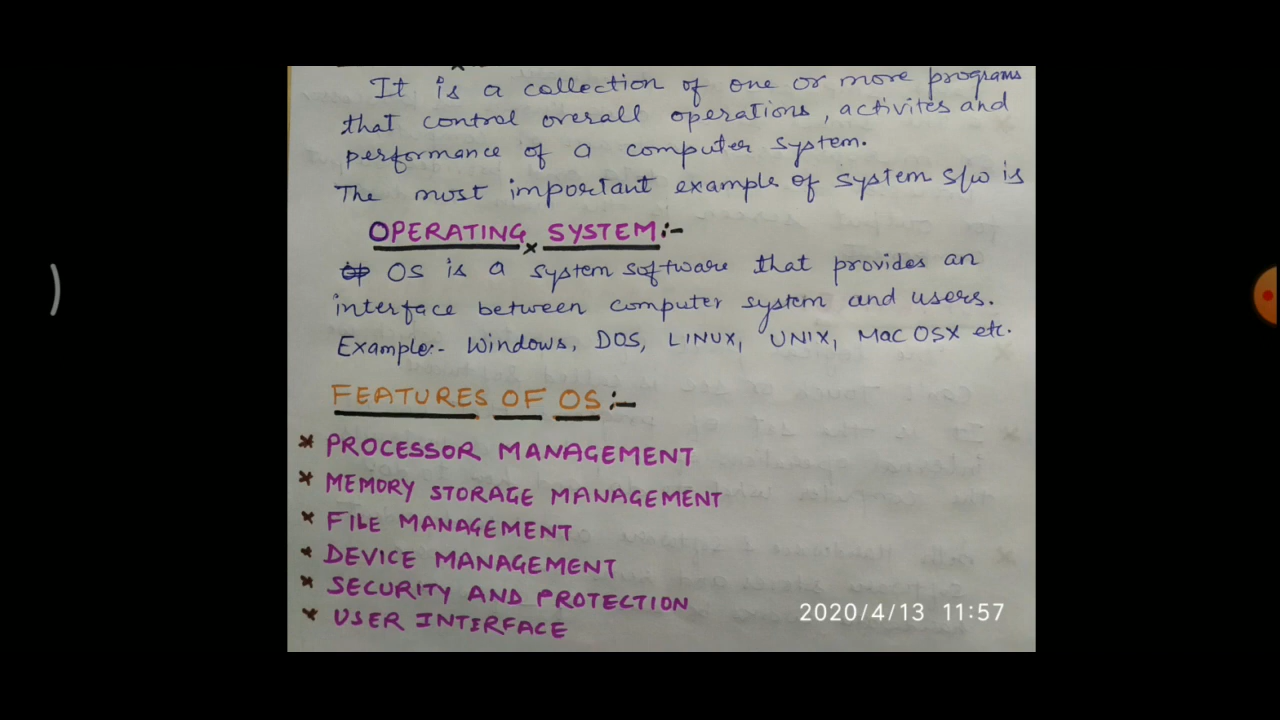 It is a collection of one or more programs
that control overall operations, activites and
performance of a computer system.
The most important example of system s/w is
OPERATING SYSTEM:-
OS is a system software that provides an
interface between computer system and users.
Example:- Windows, DOS, LINUX, UNIX, Mac OSX etc.
FEATURES OF OS:-
* PROCESSOR MANAGEMENT
* MEMORY STORAGE MANAGEMENT
* FILE MANAGEMENT
* DEVICE MANAGEMENT
* SECURITY AND PROTECTION
* USER INTERFACE
2020/4/13 11:57